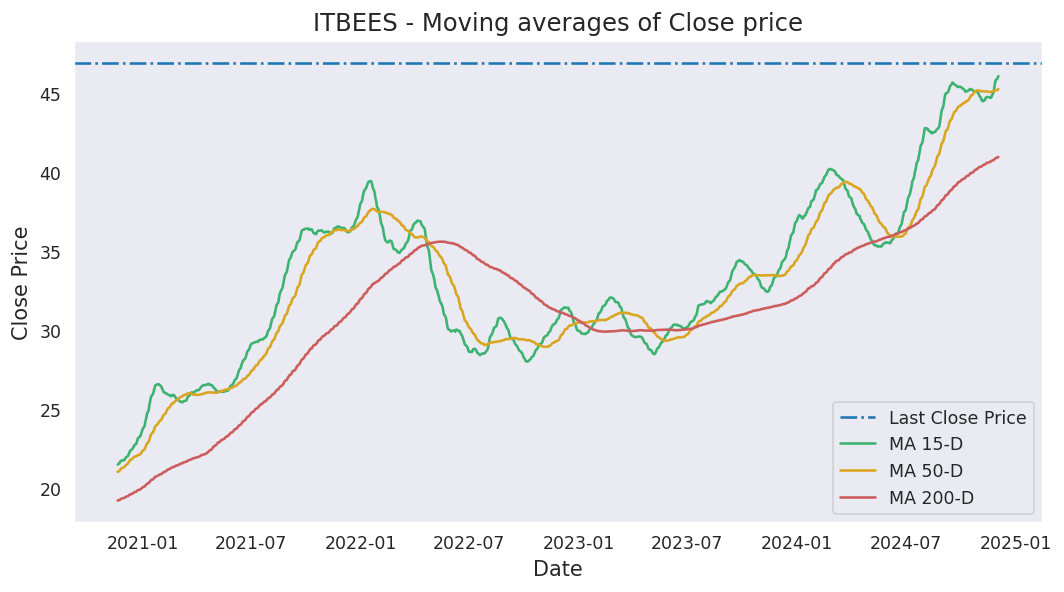 ITBEES - Moving averages of Close price
Close Price
45
40
35
30
25
20
Last Close Price
MA 15-D
MA 50-D
MA 200-D
2021-01 2021-07 2022-01 2022-07 2023-01 2023-07 2024-01 2024-07 2025-01
Date